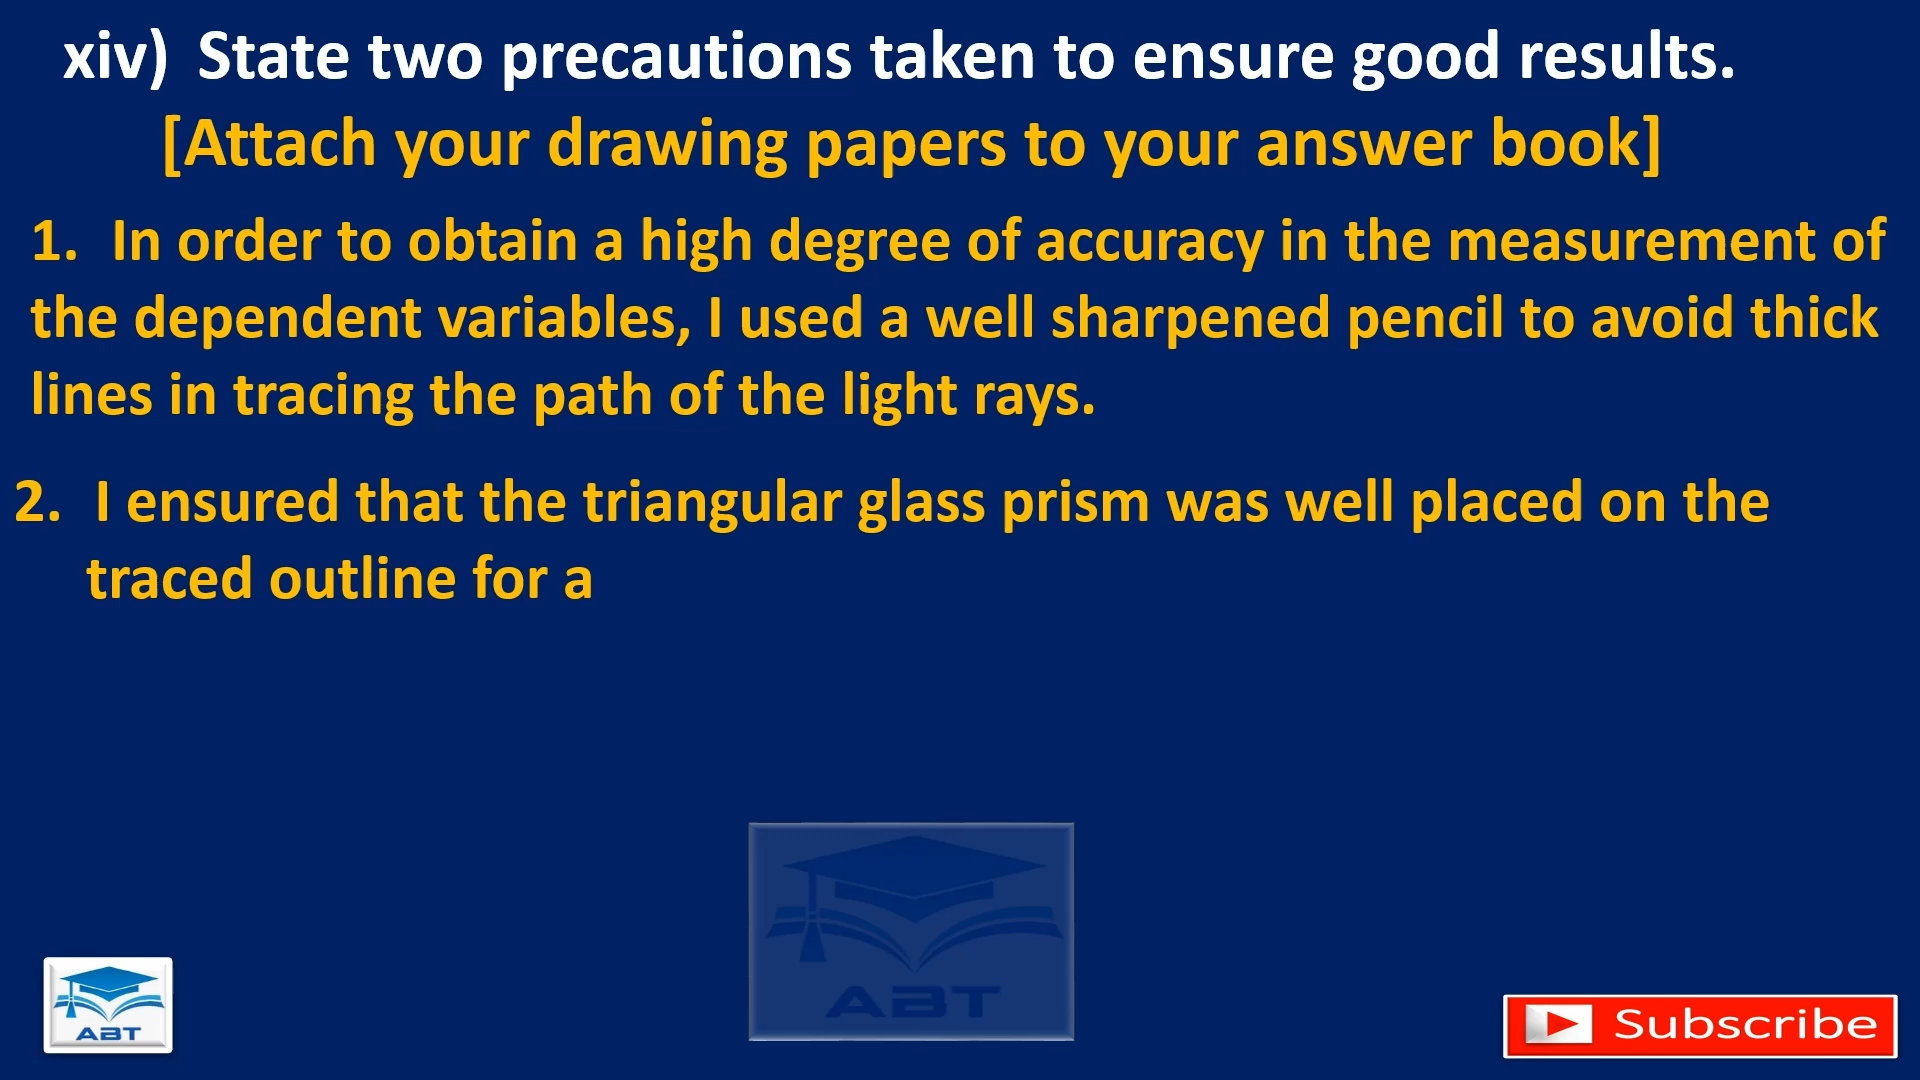 xiv) State two precautions taken to ensure good results.
[Attach your drawing papers to your answer book]
1. In order to obtain a high degree of accuracy in the measurement of
the dependent variables, I used a well sharpened pencil to avoid thick
lines in tracing the path of the light rays.
2. I ensured that the triangular glass prism was well placed on the
traced outline for a
ABT
ABT
Subscribe